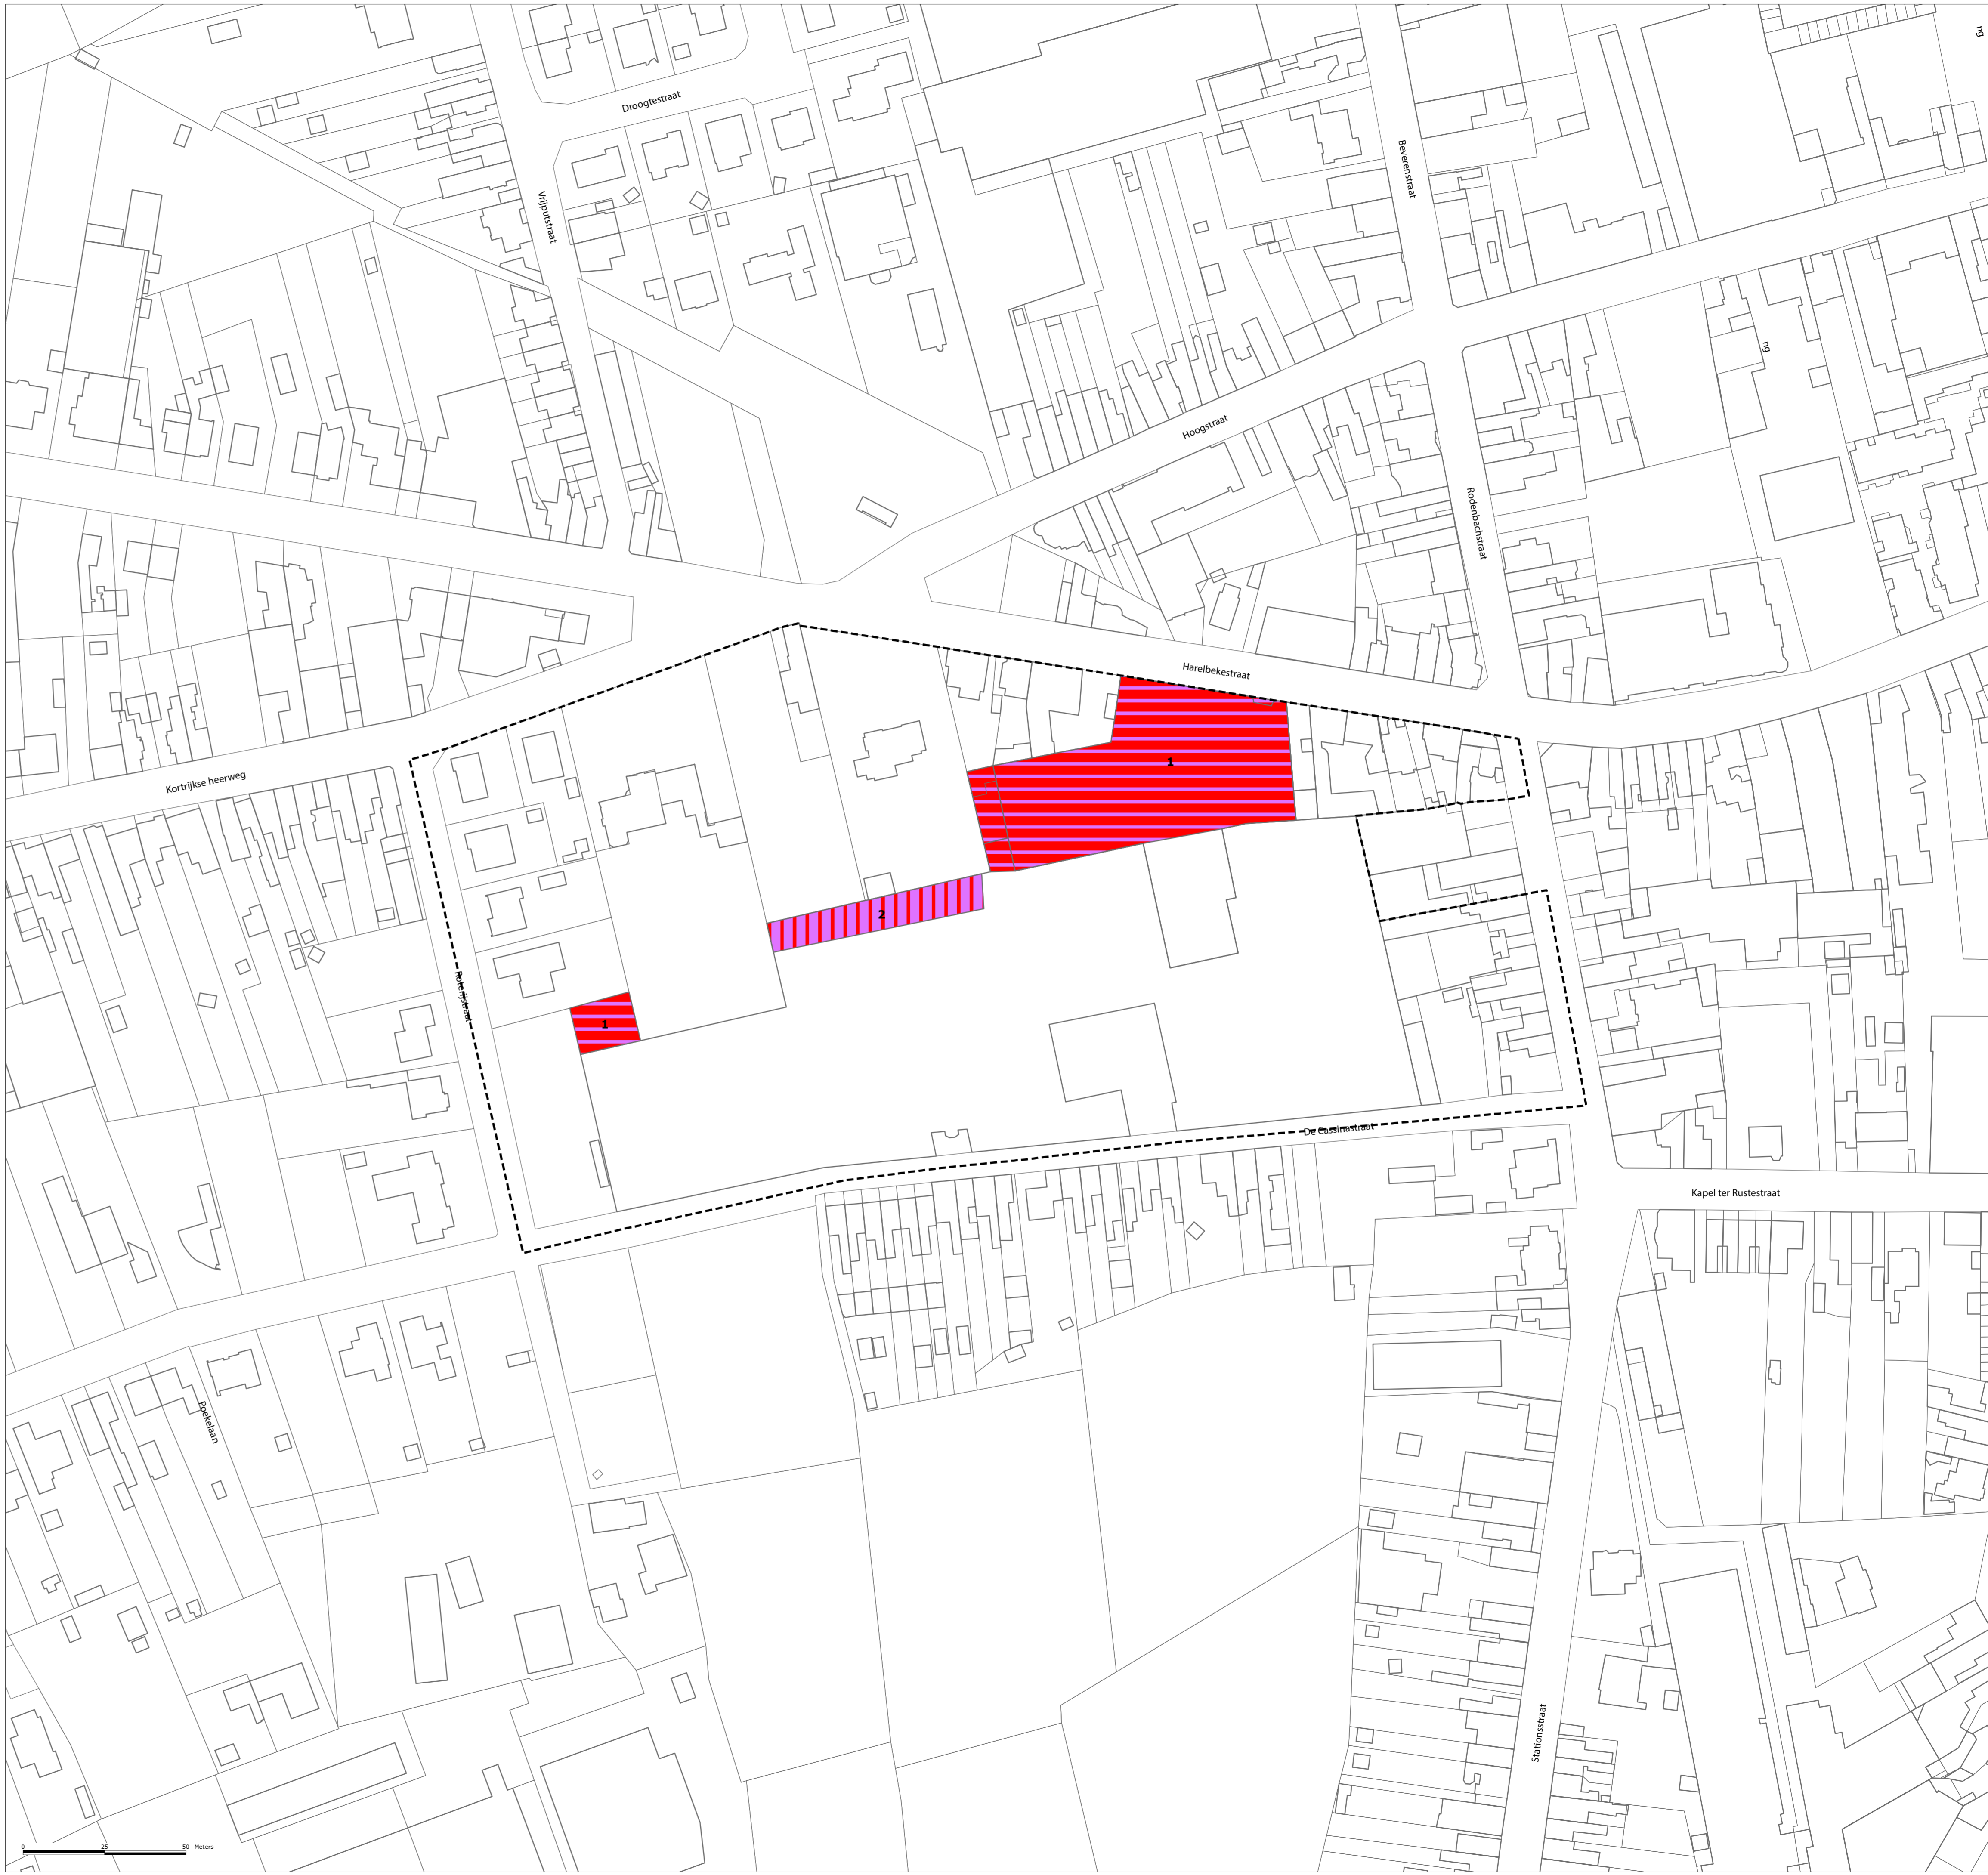 ng
Droogtestraat
Beverenstraat
Vrijputstraat
ng
Hoogstraat
Rodenbachstraat
Harelbekestraat
1
Kortrijkse heerweg
2
Roterijstraat
1
De Cassinastraat
Kapel ter Rustestraat
Poekelaan
Stationsstraat
0 25 50 Meters